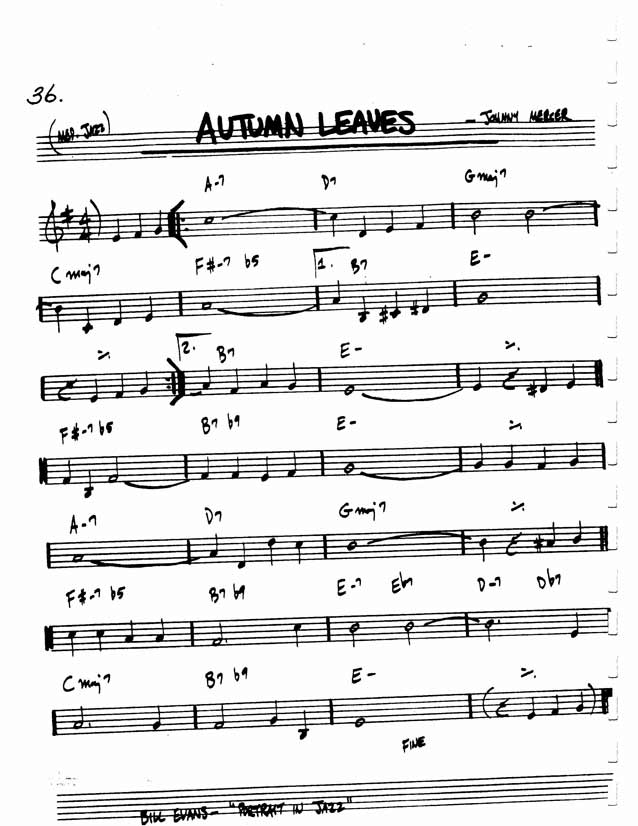 36.
(MED. JAZZ) AUTUMN LEAVES – JOHNNY MERCER
A-7 D7 Gmaj7
4/4
Cmaj7 F#-7 b5 1. B7 E-
2. B7 E-
F#-7 b5 B7 b9 E-
A-7 D7 Gmaj7
F#-7 b5 B7 b9 E-7 Eb7 D-7 Db7
Cmaj7 B7 b9 E-
FINE
BILL EVANS – "PORTRAIT IN JAZZ"